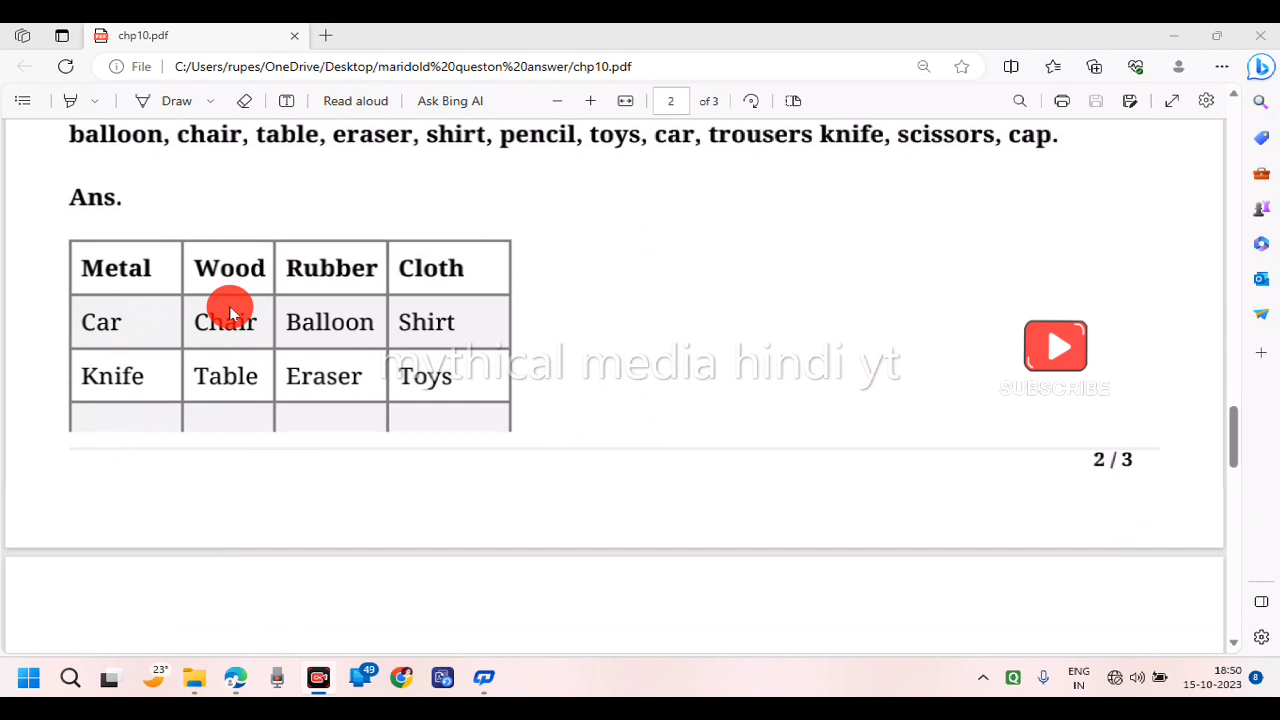 chp10.pdf
File C:/Users/rupes/OneDrive/Desktop/maridold%20queston%20answer/chp10.pdf
Draw Read aloud Ask Bing AI 2 of 3
balloon, chair, table, eraser, shirt, pencil, toys, car, trousers knife, scissors, cap.
Ans.
Metal Wood Rubber Cloth
Car Chair Balloon Shirt
Knife Table Eraser Toys
mythical media hindi yt
SUBSCRIBE
2 / 3
23°
49
ENG
IN
18:50
15-10-2023
8